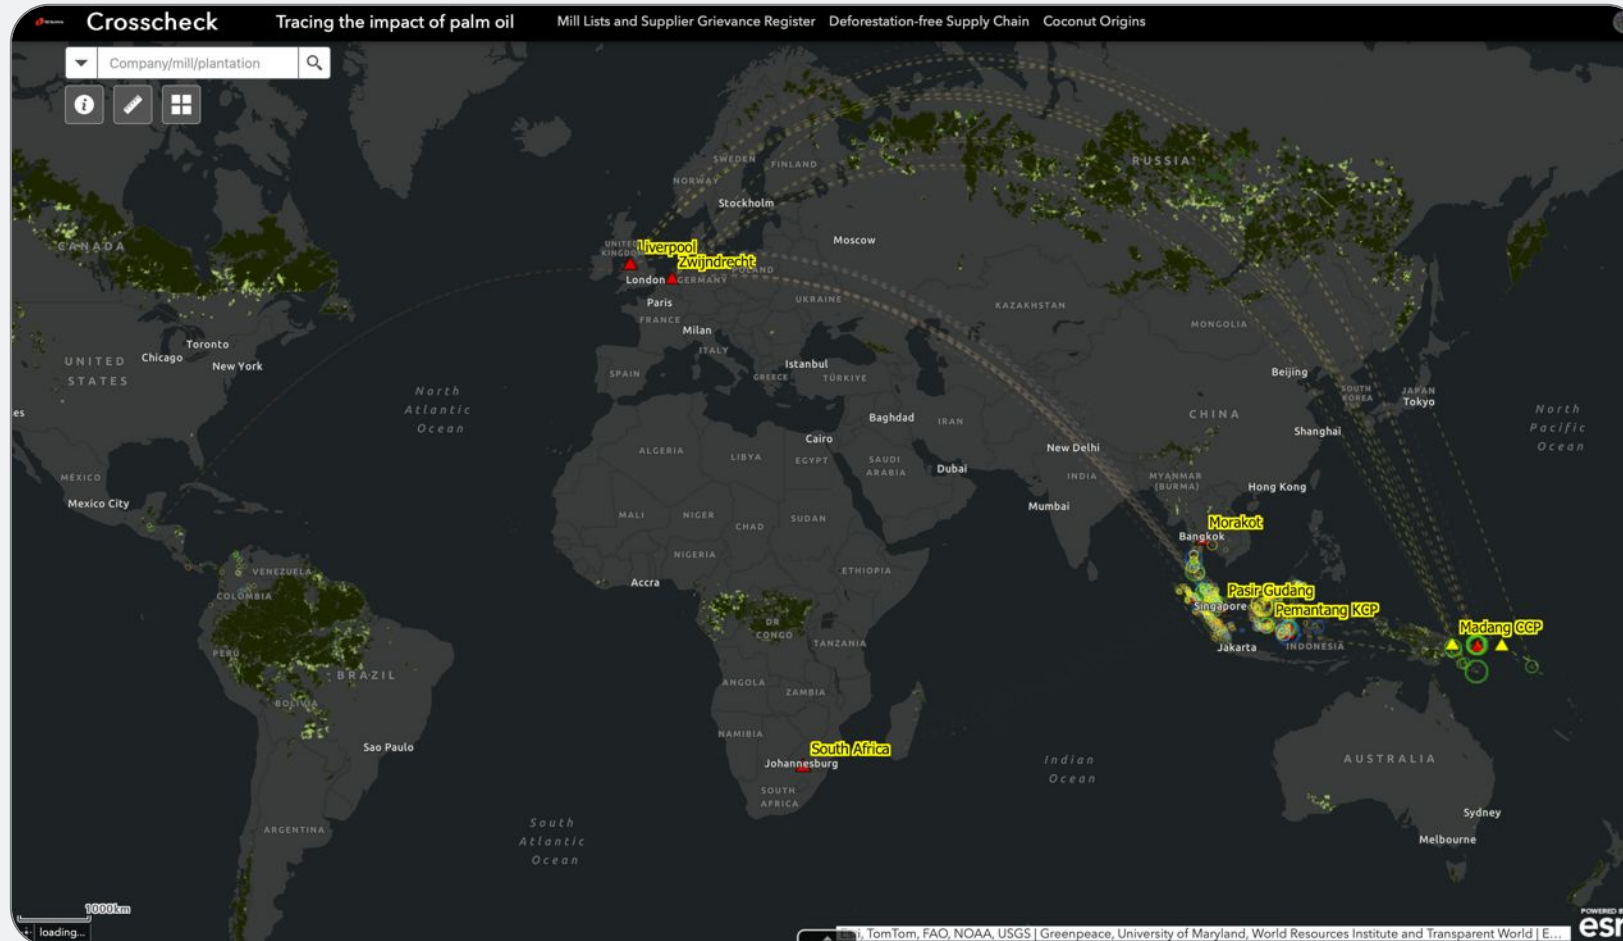 Crosscheck
Tracing the impact of palm oil
Mill Lists and Supplier Grievance Register
Deforestation-free Supply Chain
Coconut Origins
Company/mill/plantation
SWEDEN
FINLAND
RUSSIA
NORWAY
Stockholm
Moscow
CANADA
Liverpool
Zwijndrecht
London
GERMANY
POLAND
Paris
UKRAINE
KAZAKHSTAN
FRANCE
MONGOLIA
Milan
Toronto
Chicago
New York
ITALY
UNITED
STATES
Istanbul
SPAIN
GREECE
TÜRKIYE
Beijing
SOUTH
KOREA
JAPAN
Tokyo
North
Atlantic
Ocean
North
Pacific
Ocean
Baghdad
IRAN
CHINA
Cairo
Shanghai
New Delhi
ALGERIA
LIBYA
EGYPT
SAUDI
ARABIA
Dubai
INDIA
MYANMAR
(BURMA)
Hong Kong
MÉXICO
Mexico City
Mumbai
MALI
NIGER
CHAD
SUDAN
Morakot
Bangkok
NIGERIA
VENEZUELA
ETHIOPIA
Accra
COLOMBIA
Pasir Gudang
Singapore
Pemantang KCP
DR
CONGO
Madang CCP
TANZANIA
Jakarta
INDONESIA
PERU
BRAZIL
ANGOLA
ZAMBIA
BOLIVIA
NAMIBIA
Sao Paulo
South Africa
Johannesburg
Indian
Ocean
AUSTRALIA
SOUTH
AFRICA
Sydney
South
Atlantic
Ocean
ARGENTINA
Melbourne
1000km
loading...
Esri, TomTom, FAO, NOAA, USGS | Greenpeace, University of Maryland, World Resources Institute and Transparent World | E...
POWERED BY
esri